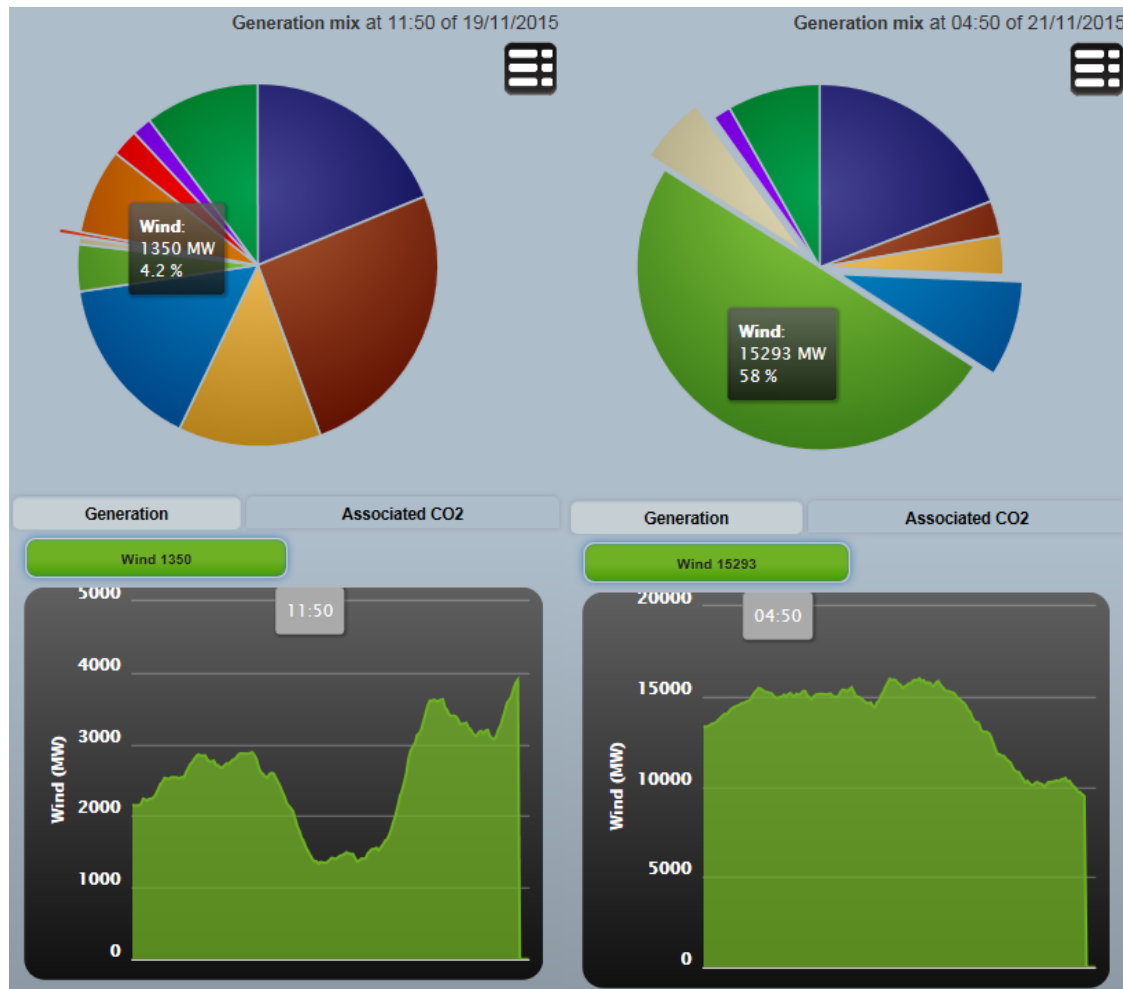 Generation mix at 11:50 of 19/11/2015
Wind:
1350 MW
4.2 %
Generation
Associated CO2
Wind 1350
11:50
5000
4000
3000
2000
1000
0
Wind (MW)
Generation mix at 04:50 of 21/11/2015
Wind:
15293 MW
58 %
Generation
Associated CO2
Wind 15293
04:50
20000
15000
10000
5000
0
Wind (MW)